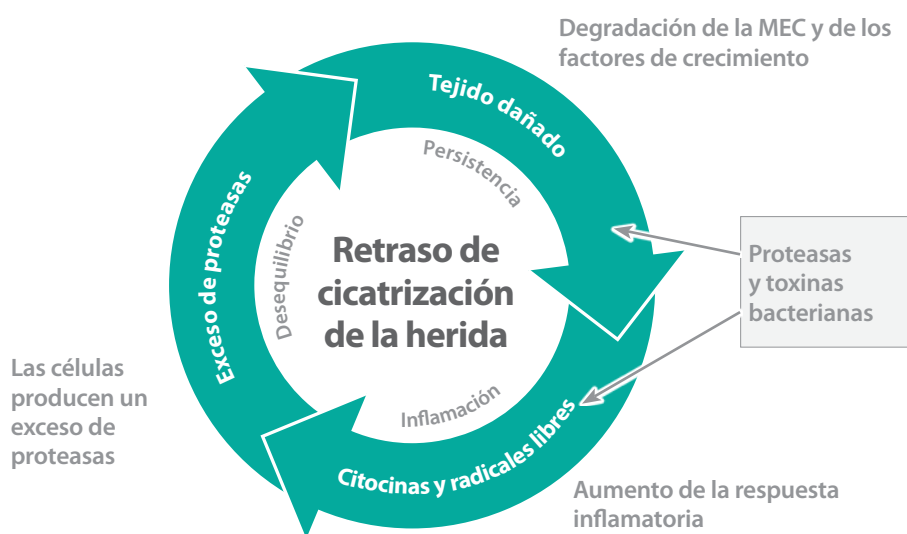 Degradación de la MEC y de los
factores de crecimiento
Tejido dañado
Persistencia
Exceso de proteasas
Desequilibrio
Retraso de
cicatrización
de la herida
Proteasas
y toxinas
bacterianas
Las células
producen un
exceso de
proteasas
Inflamación
Citocinas y radicales libres
Aumento de la respuesta
inflamatoria